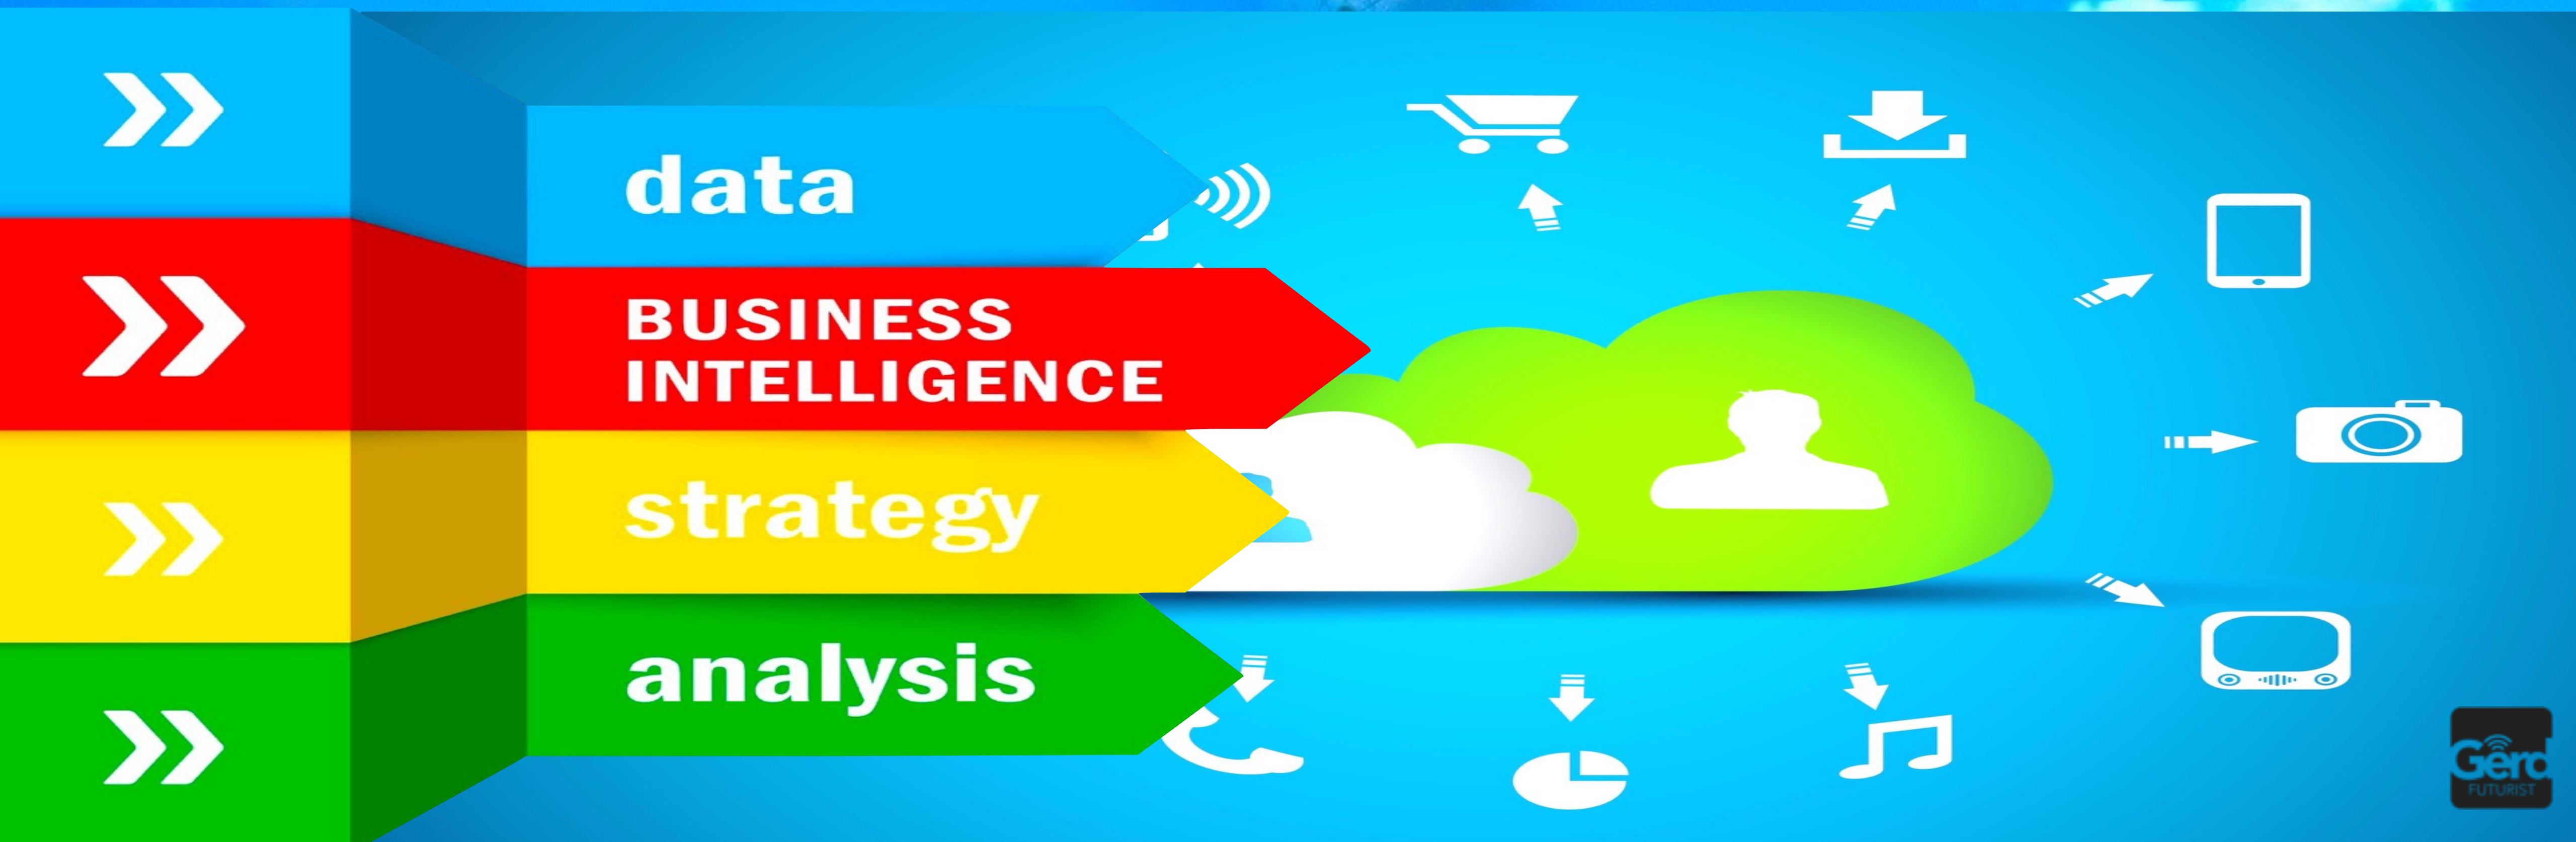 data
BUSINESS
INTELLIGENCE
strategy
analysis
Gerd
FUTURIST